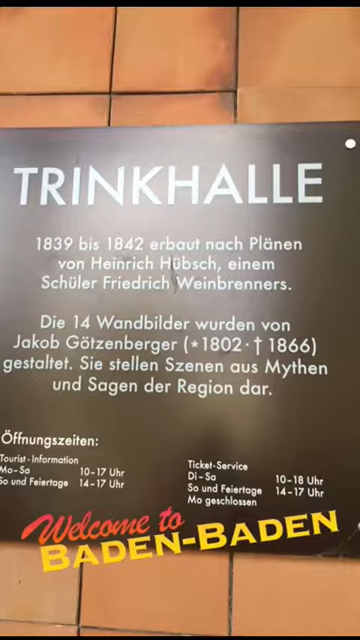 TRINKHALLE
1839 bis 1842 erbaut nach Plänen
von Heinrich Hübsch, einem
Schüler Friedrich Weinbrenners.
Die 14 Wandbilder wurden von
Jakob Götzenberger (*1802 · † 1866)
gestaltet. Sie stellen Szenen aus Mythen
und Sagen der Region dar.
Öffnungszeiten:
Tourist-Information
Mo-Sa 10-17 Uhr
So und Feiertage 14-17 Uhr
Ticket-Service
Di-Sa 10-18 Uhr
So und Feiertage 14-17 Uhr
Mo geschlossen
Welcome to
BADEN-BADEN